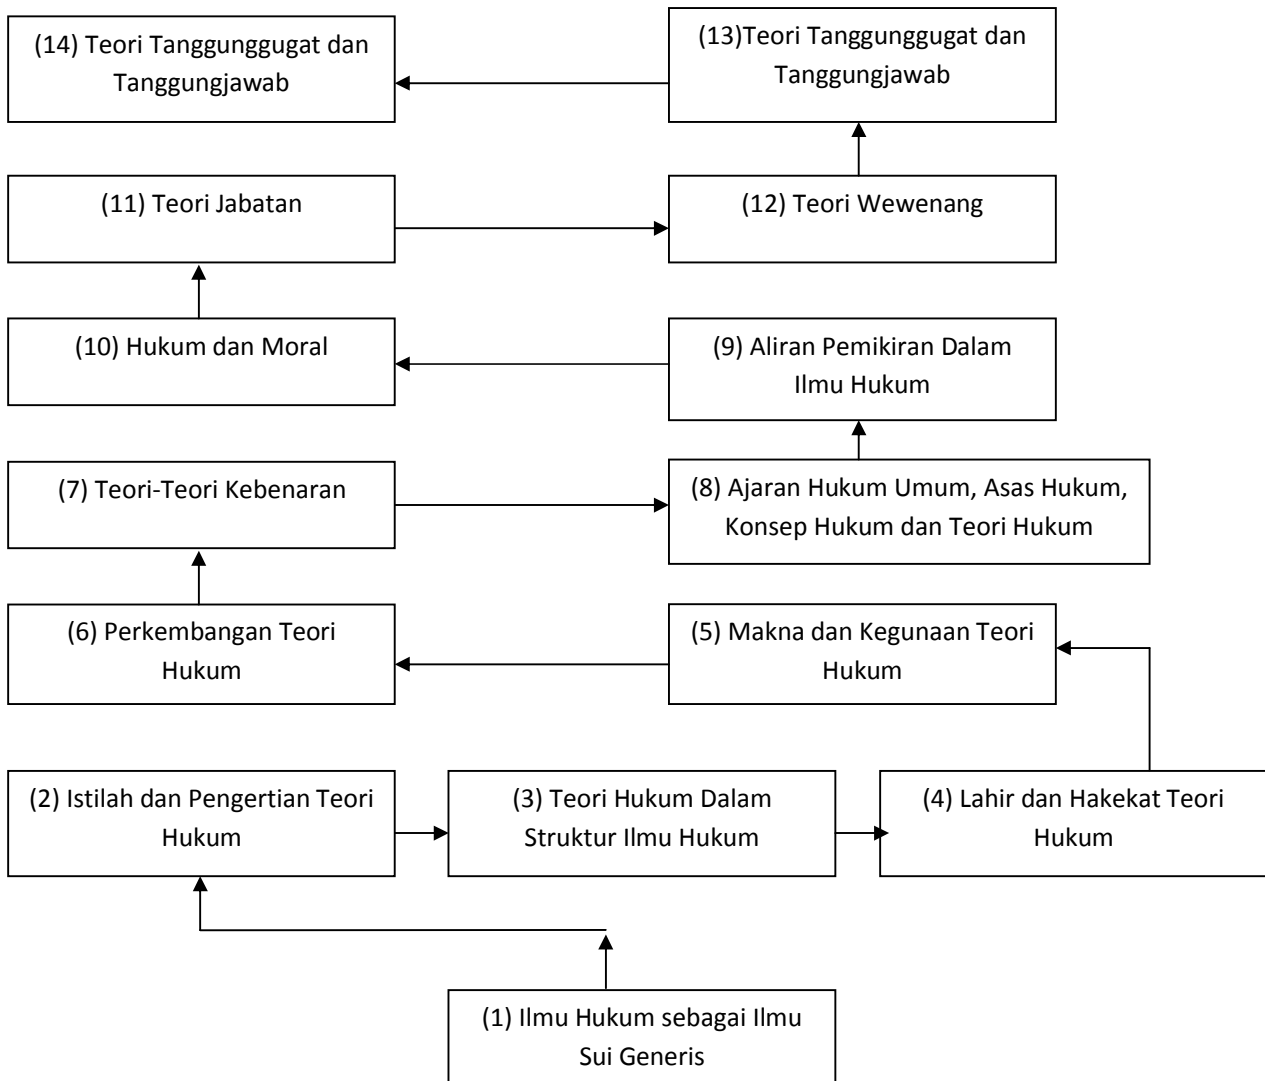 (14) Teori Tanggunggugat dan
Tanggungjawab
(13)Teori Tanggunggugat dan
Tanggungjawab
(11) Teori Jabatan
(12) Teori Wewenang
(10) Hukum dan Moral
(9) Aliran Pemikiran Dalam
Ilmu Hukum
(7) Teori-Teori Kebenaran
(8) Ajaran Hukum Umum, Asas Hukum,
Konsep Hukum dan Teori Hukum
(6) Perkembangan Teori
Hukum
(5) Makna dan Kegunaan Teori
Hukum
(2) Istilah dan Pengertian Teori
Hukum
(3) Teori Hukum Dalam
Struktur Ilmu Hukum
(4) Lahir dan Hakekat Teori
Hukum
(1) Ilmu Hukum sebagai Ilmu
Sui Generis